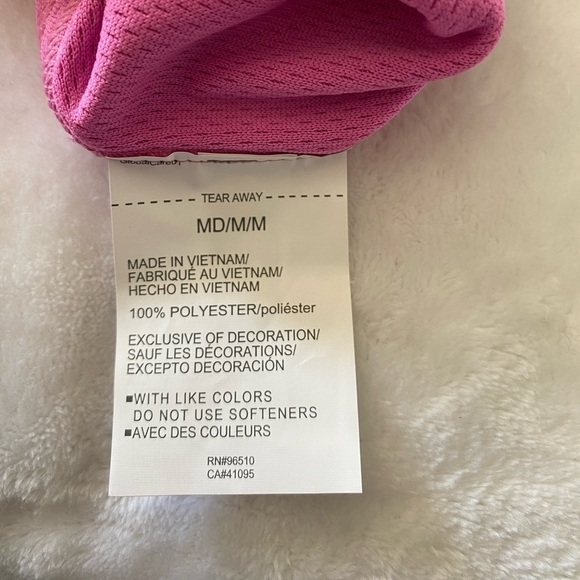 TEAR AWAY
MD/M/M
MADE IN VIETNAM/
FABRIQUÉ AU VIETNAM/
HECHO EN VIETNAM
100% POLYESTER/poliéster
EXCLUSIVE OF DECORATION/
SAUF LES DÉCORATIONS/
EXCEPTO DECORACIÓN
▪WITH LIKE COLORS
DO NOT USE SOFTENERS
▪AVEC DES COULEURS
RN#96510
CA#41095